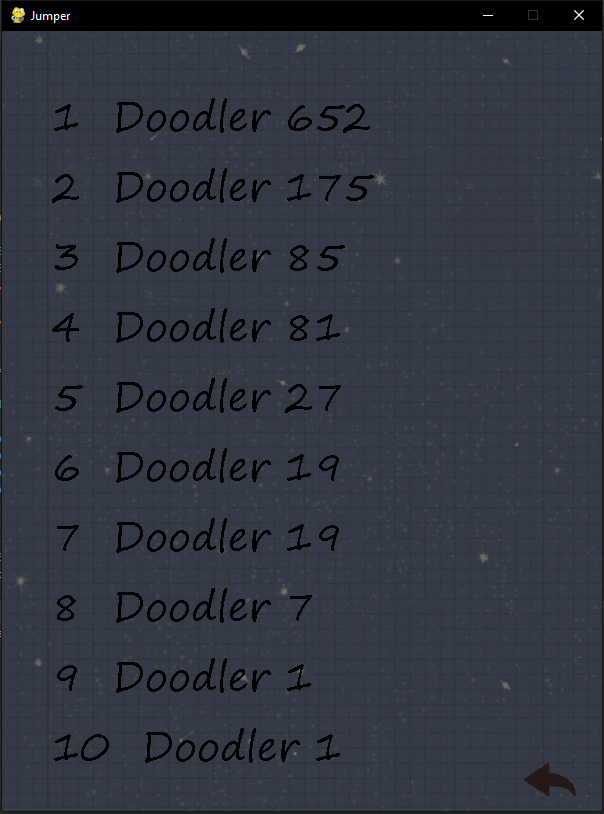 Jumper
1 Doodler 652
2 Doodler 175
3 Doodler 85
4 Doodler 81
5 Doodler 27
6 Doodler 19
7 Doodler 19
8 Doodler 7
9 Doodler 1
10 Doodler 1